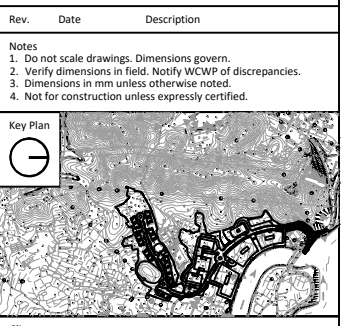 Rev. Date Description
Notes
1. Do not scale drawings. Dimensions govern.
2. Verify dimensions in field. Notify WCWP of discrepancies.
3. Dimensions in mm unless otherwise noted.
4. Not for construction unless expressly certified.
Key Plan